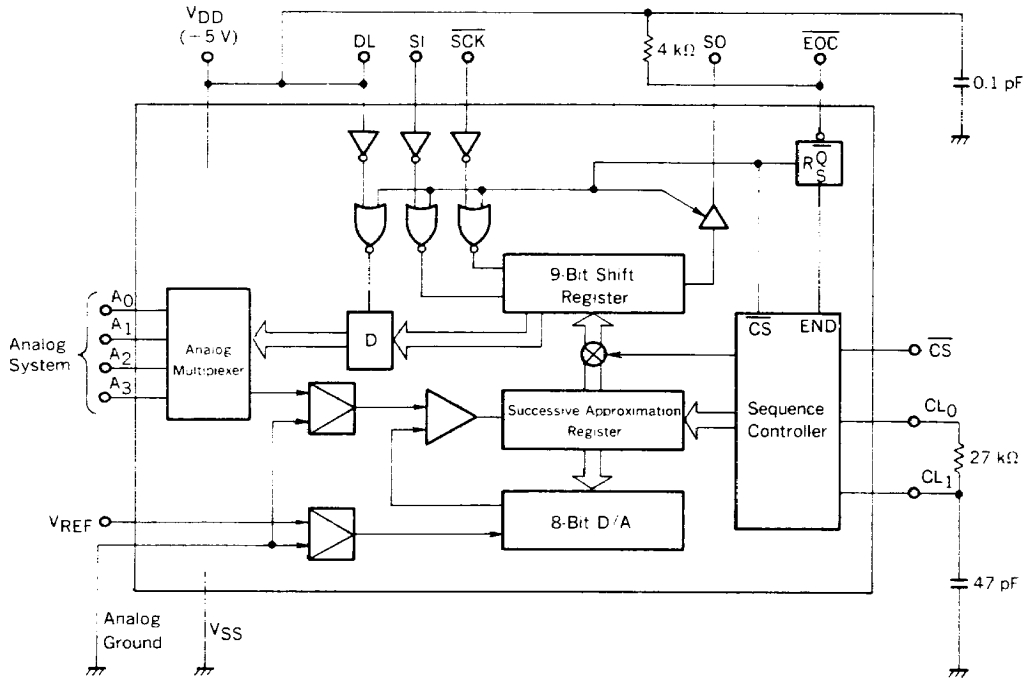 VDD
(−5 V)
DL
SI
SCK
4 kΩ
SO
EOC
0.1 pF
R Q
S
9-Bit Shift
Register
CS END
CS
Analog
System
A0
A1
A2
A3
Analog
Multiplexer
D
Successive Approximation
Register
Sequence
Controller
CL0
27 kΩ
CL1
8-Bit D/A
VREF
47 pF
Analog
Ground
VSS